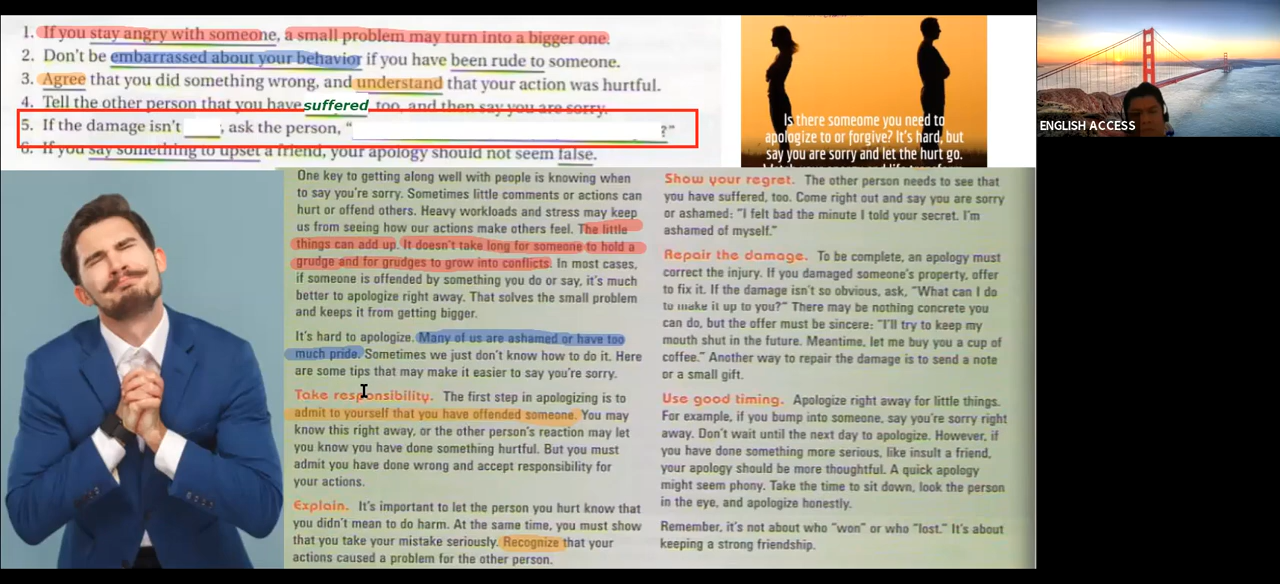 1. If you stay angry with someone, a small problem may turn into a bigger one.
2. Don't be embarrassed about your behavior if you have been rude to someone.
3. Agree that you did something wrong, and understand that your action was hurtful.
4. Tell the other person that you have suffered too, and then say you are sorry.
5. If the damage isn't , ask the person, " ?"
6. If you say something to upset a friend, your apology should not seem false.
Is there someome you need to
apologize to or forgive? It's hard, but
say you are sorry and let the hurt go.
ENGLISH ACCESS
One key to getting along well with people is knowing when
to say you're sorry. Sometimes little comments or actions can
hurt or offend others. Heavy workloads and stress may keep
us from seeing how our actions make others feel. The little
things can add up. It doesn't take long for someone to hold a
grudge and for grudges to grow into conflicts. In most cases,
if someone is offended by something you do or say, it's much
better to apologize right away. That solves the small problem
and keeps it from getting bigger.
It's hard to apologize. Many of us are ashamed or have too
much pride. Sometimes we just don't know how to do it. Here
are some tips that may make it easier to say you're sorry.
Take responsibility. The first step in apologizing is to
admit to yourself that you have offended someone. You may
know this right away, or the other person's reaction may let
you know you have done something hurtful. But you must
admit you have done wrong and accept responsibility for
your actions.
Explain. It's important to let the person you hurt know that
you didn't mean to do harm. At the same time, you must show
that you take your mistake seriously. Recognize that your
actions caused a problem for the other person.
Show your regret. The other person needs to see that
you have suffered, too. Come right out and say you are sorry
or ashamed: "I felt bad the minute I told your secret. I'm
ashamed of myself."
Repair the damage. To be complete, an apology must
correct the injury. If you damaged someone's property, offer
to fix it. If the damage isn't so obvious, ask, "What can I do
to make it up to you?" There may be nothing concrete you
can do, but the offer must be sincere: "I'll try to keep my
mouth shut in the future. Meantime, let me buy you a cup of
coffee." Another way to repair the damage is to send a note
or a small gift.
Use good timing. Apologize right away for little things.
For example, if you bump into someone, say you're sorry right
away. Don't wait until the next day to apologize. However, if
you have done something more serious, like insult a friend,
your apology should be more thoughtful. A quick apology
might seem phony. Take the time to sit down, look the person
in the eye, and apologize honestly.
Remember, it's not about who "won" or who "lost." It's about
keeping a strong friendship.